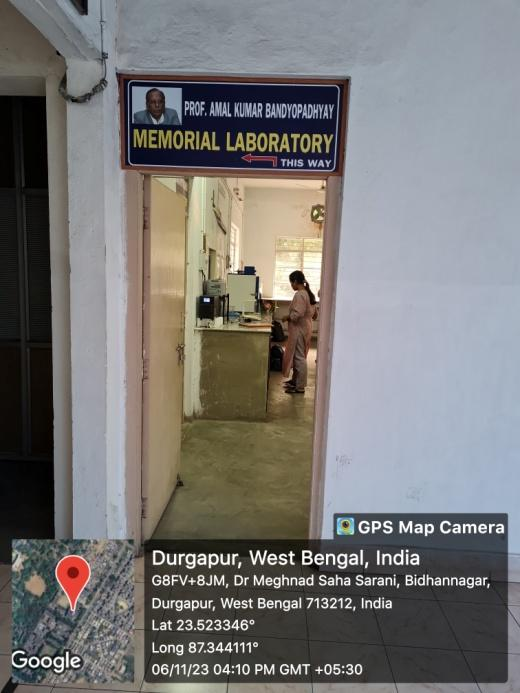 PROF. AMAL KUMAR BANDYOPADHYAY
MEMORIAL LABORATORY
THIS WAY
GPS Map Camera
Durgapur, West Bengal, India
G8FV+8JM, Dr Meghnad Saha Sarani, Bidhannagar,
Durgapur, West Bengal 713212, India
Lat 23.523346°
Long 87.344111°
06/11/23 04:10 PM GMT +05:30
Google